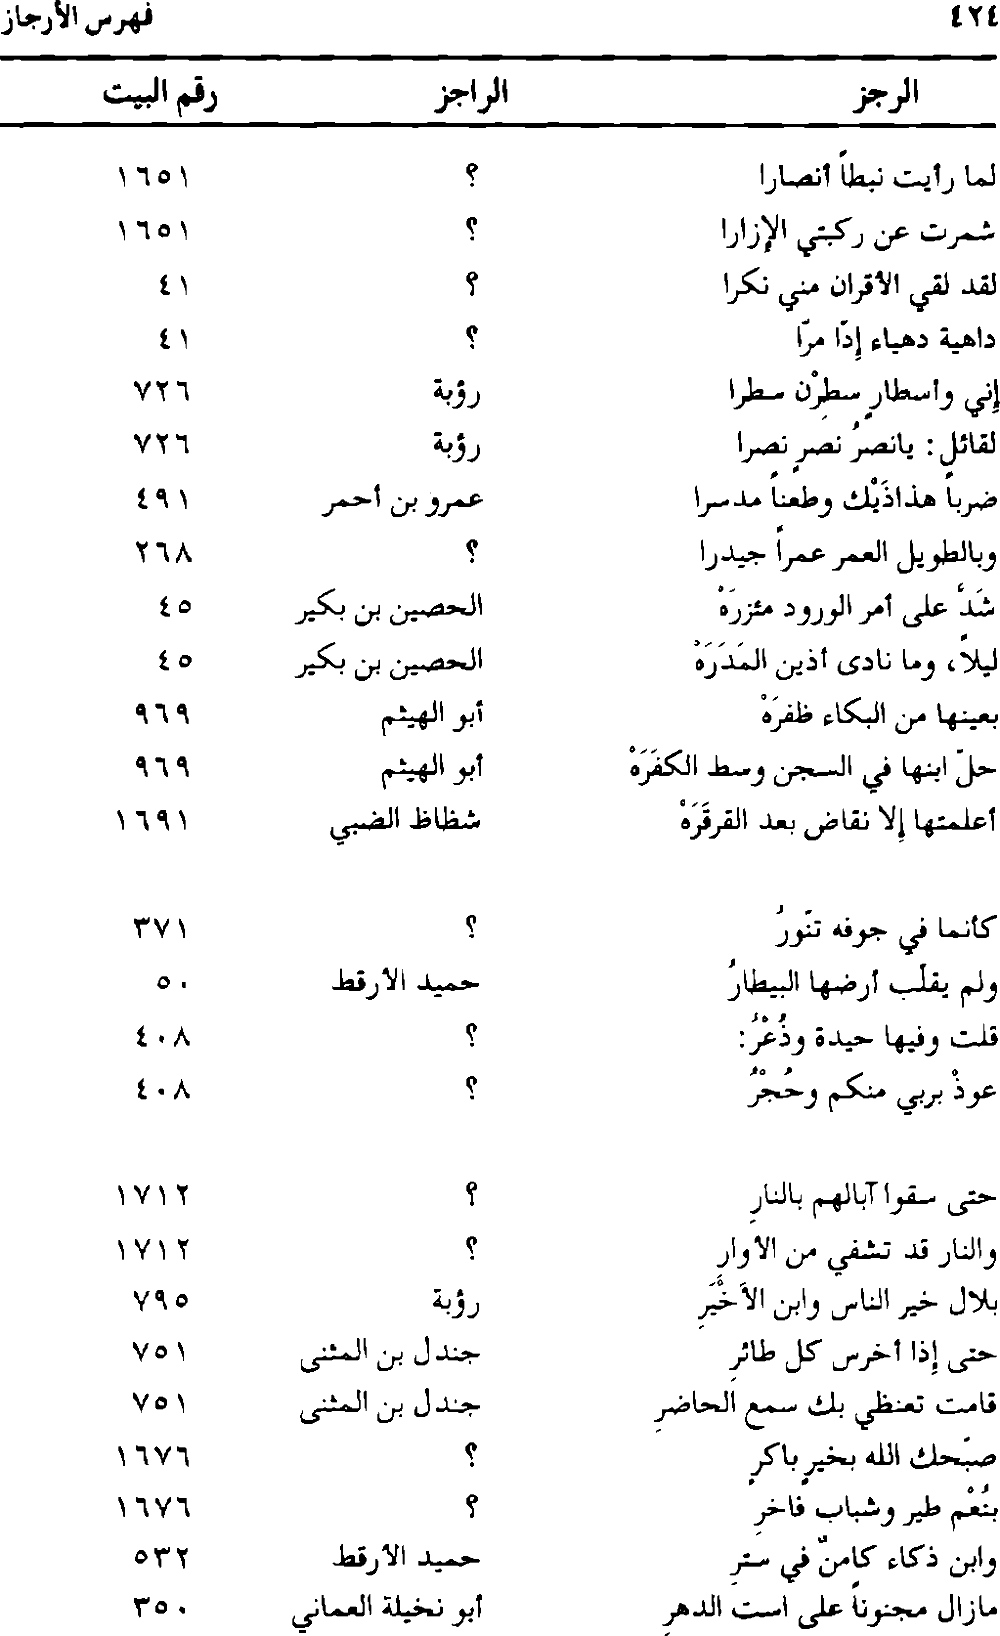 ٤٢٤ فهرس الأرجاز
الرجز الراجز رقم البيت
لما رأيت نبطاً أنصارا ؟ ١٦٥١
شمرت عن ركبتي الإزارا ؟ ١٦٥١
لقد لقي الأقران مني نكرا ؟ ٤١
داهية دهياء إدّا مرّا ؟ ٤١
إني وأسطارٍ سطِرْن سطرا رؤبة ٧٢٦
لقائل: يانصرُ نصرٍ نصرا رؤبة ٧٢٦
ضرباً هذاذَيْك وطعناً مدسرا عمرو بن أحمر ٤٩١
وبالطويل العمر عمراً جيدرا ؟ ٢٦٨
شَدَّ على أمر الورود مئزرَهْ الحصين بن بكير ٤٥
ليلاً، وما نادى أذين المَدَرَهْ الحصين بن بكير ٤٥
بعينها من البكاء ظفرَهْ أبو الهيثم ٩٦٩
حلّ ابنها في السجن وسط الكفَرَهْ أبو الهيثم ٩٦٩
أعلمتها إلا نقاض بعد القرقَرَهْ شظاظ الضبي ١٦٩١
كأنما في جوفه تنّورُ ؟ ٣٧١
ولم يقلّب أرضها البيطارُ حميد الأرقط ٥٠
قلت وفيها حيدة وذُعْرُ: ؟ ٤٠٨
عوذْ بربي منكم وحُجْرُ ؟ ٤٠٨
حتى سقوا آبالهم بالنارِ ؟ ١٧١٢
والنار قد تشفي من الأوارِ ؟ ١٧١٢
بلال خير الناس وابن الأَخْيَرِ رؤبة ٧٩٥
حتى إذا أخرس كل طائرِ جندل بن المثنى ٧٥١
قامت تعنظي بك سمع الحاضرِ جندل بن المثنى ٧٥١
صبّحك الله بخيرٍ باكرٍ ؟ ١٦٧٦
بنُعْم طير وشباب فاخرِ ؟ ١٦٧٦
وابن ذكاء كامنٌ في سترِ حميد الأرقط ٥٣٢
مازال مجنوناً على است الدهرِ أبو نخيلة العماني ٣٥٠